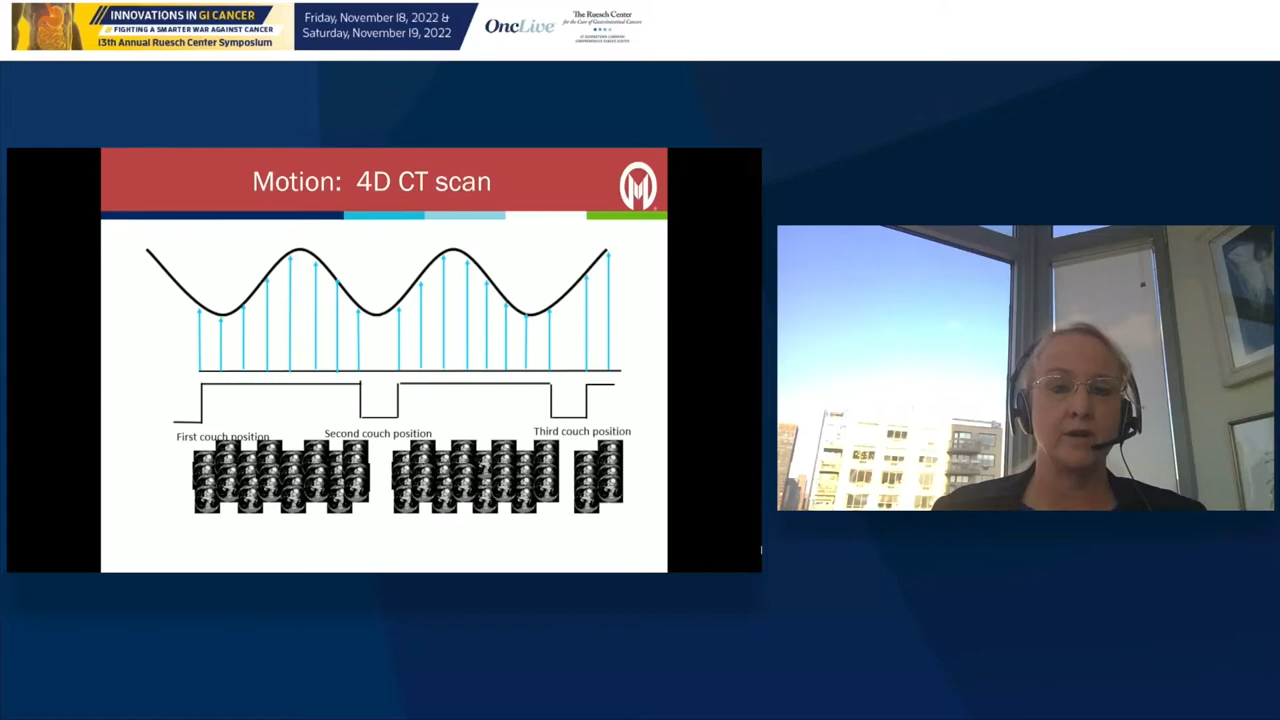 INNOVATIONS IN GI CANCER
FIGHTING A SMARTER WAR AGAINST CANCER
13th Annual Ruesch Center Symposium
Friday, November 18, 2022 &
Saturday, November 19, 2022
OncLive
The Ruesch Center
for the Cure of Gastrointestinal Cancers
Motion: 4D CT scan
First couch position
Second couch position
Third couch position